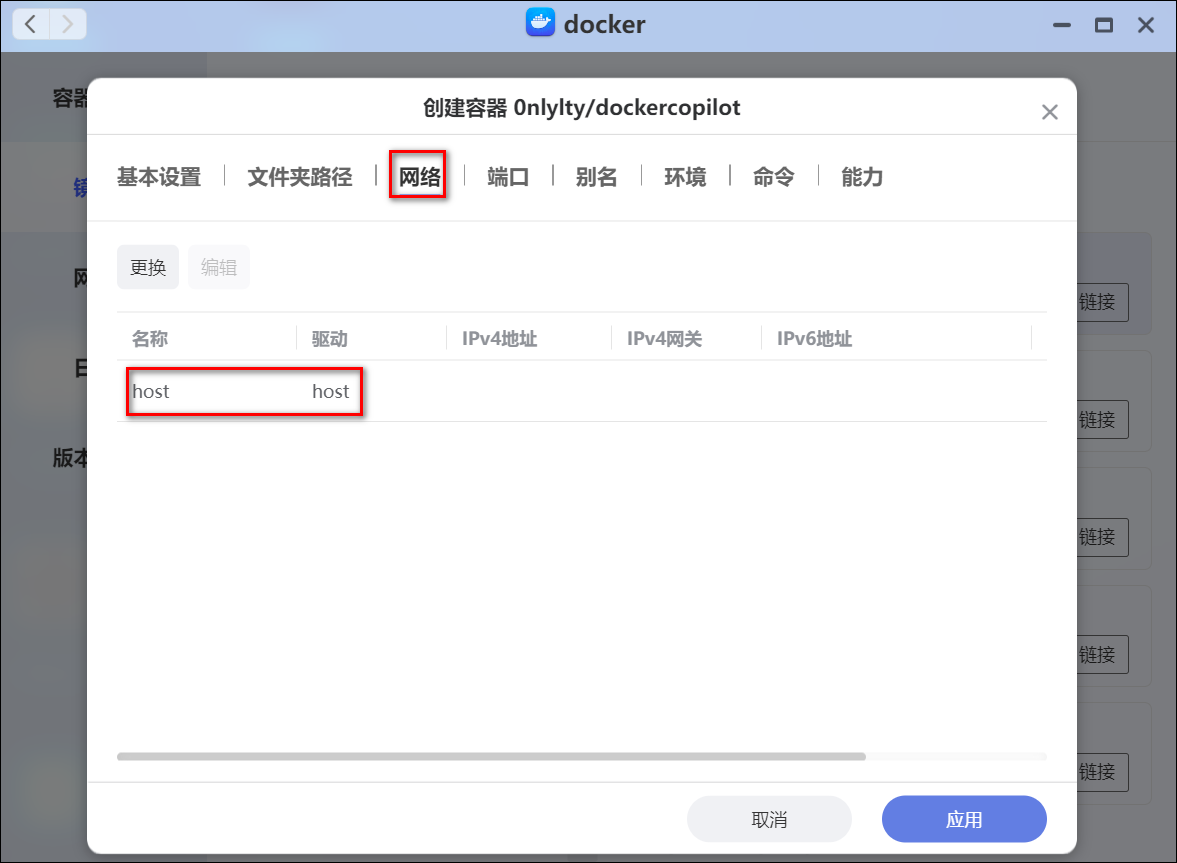 docker
创建容器 0nlylty/dockercopilot
基本设置 文件夹路径 网络 端口 别名 环境 命令 能力
更换 编辑
名称 驱动 IPv4地址 IPv4网关 IPv6地址
host host
容器
镜
网
日
版本
链接
链接
链接
链接
链接
取消 应用